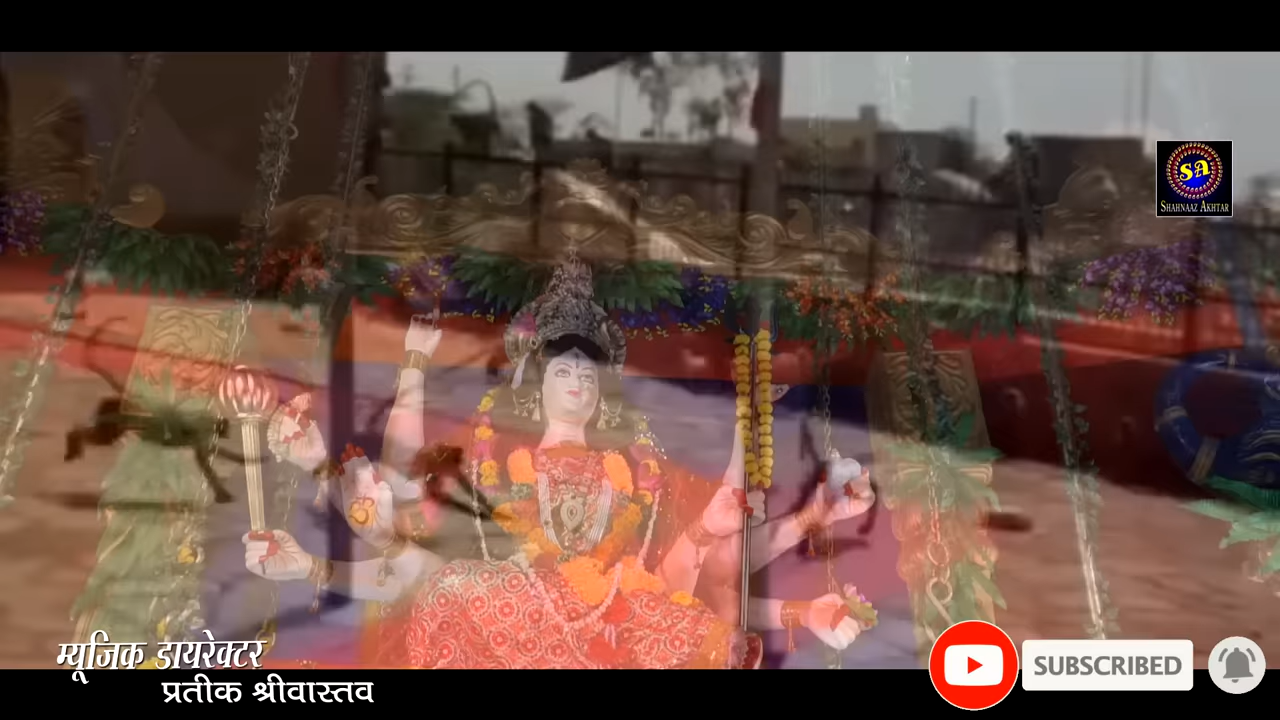 SA
SHAHNAAZ AKHTAR
म्यूजिक डायरेक्टर
प्रतीक श्रीवास्तव
SUBSCRIBED